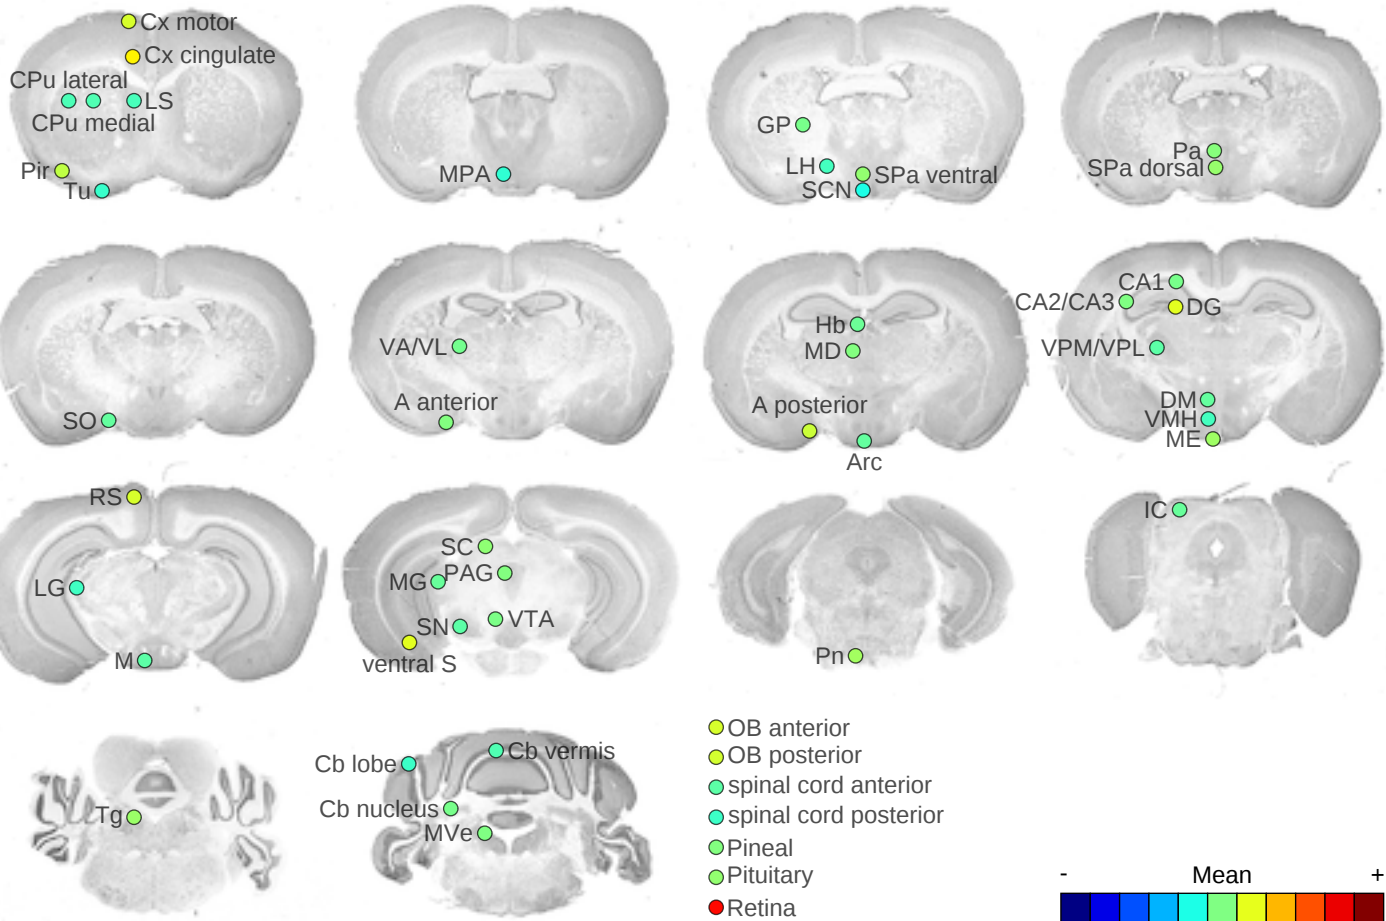 Cx motor
Cx cingulate
CPu lateral
LS
CPu medial
Pir
Tu
MPA
GP
LH
SPa ventral
SCN
Pa
SPa dorsal
SO
VA/VL
A anterior
Hb
MD
A posterior
Arc
CA1
CA2/CA3
DG
VPM/VPL
DM
VMH
ME
RS
LG
M
SC
PAG
MG
VTA
SN
ventral S
Pn
IC
Tg
Cb lobe
Cb vermis
Cb nucleus
MVe
OB anterior
OB posterior
spinal cord anterior
spinal cord posterior
Pineal
Pituitary
Retina
- Mean +